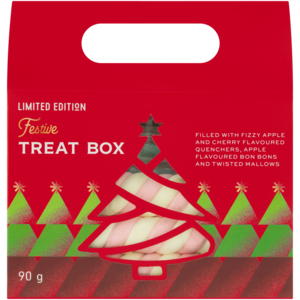 LIMITED EDITION
Festive
TREAT BOX
FILLED WITH FIZZY APPLE
AND CHERRY FLAVOURED
QUENCHERS, APPLE
FLAVOURED BON BONS
AND TWISTED MALLOWS
90 g